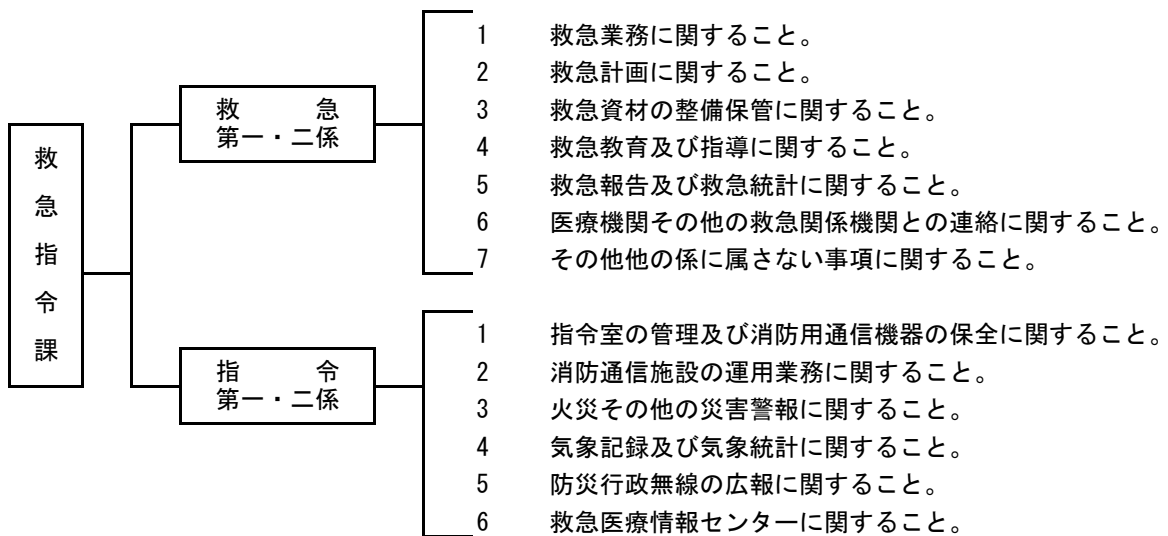 救急指令課
救　　　急
第一・二係
1　救急業務に関すること。
2　救急計画に関すること。
3　救急資材の整備保管に関すること。
4　救急教育及び指導に関すること。
5　救急報告及び救急統計に関すること。
6　医療機関その他の救急関係機関との連絡に関すること。
7　その他他の係に属さない事項に関すること。
指　　　令
第一・二係
1　指令室の管理及び消防用通信機器の保全に関すること。
2　消防通信施設の運用業務に関すること。
3　火災その他の災害警報に関すること。
4　気象記録及び気象統計に関すること。
5　防災行政無線の広報に関すること。
6　救急医療情報センターに関すること。